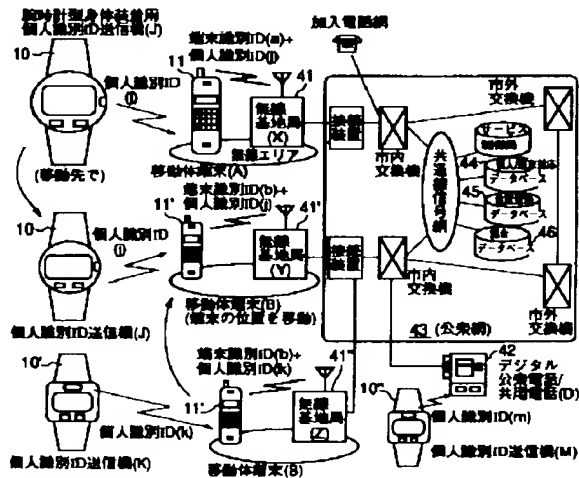 腕時計型身体装着用
個人識別ID送信機(J)
10
個人識別ID
(j)
(移動先で)
11
端末識別ID(a)+
個人識別ID(j)
41
無線
基地局
(X)
無線エリア
移動体端末(A)
加入電話網
接続
装置
市内
交換機
市外
交換機
共通線信号網
サービス
44
データベース
45
データベース
データベース
46
10
個人識別ID
(j)
個人識別ID送信機(J)
11'
端末識別ID(b)+
個人識別ID(j)
41'
無線
基地局
(Y)
移動体端末(B)
(端末の位置を移動)
接続
装置
市内
交換機
市外
交換機
43 (公衆網)
10'
個人識別ID(k)
個人識別ID送信機(K)
端末識別ID(b)+
個人識別ID(k)
11'
41"
無線
基地局
(Z)
移動体端末(B)
42
デジタル
公衆電話/
共用電話(D)
10"
個人識別ID(m)
個人識別ID送信機(M)